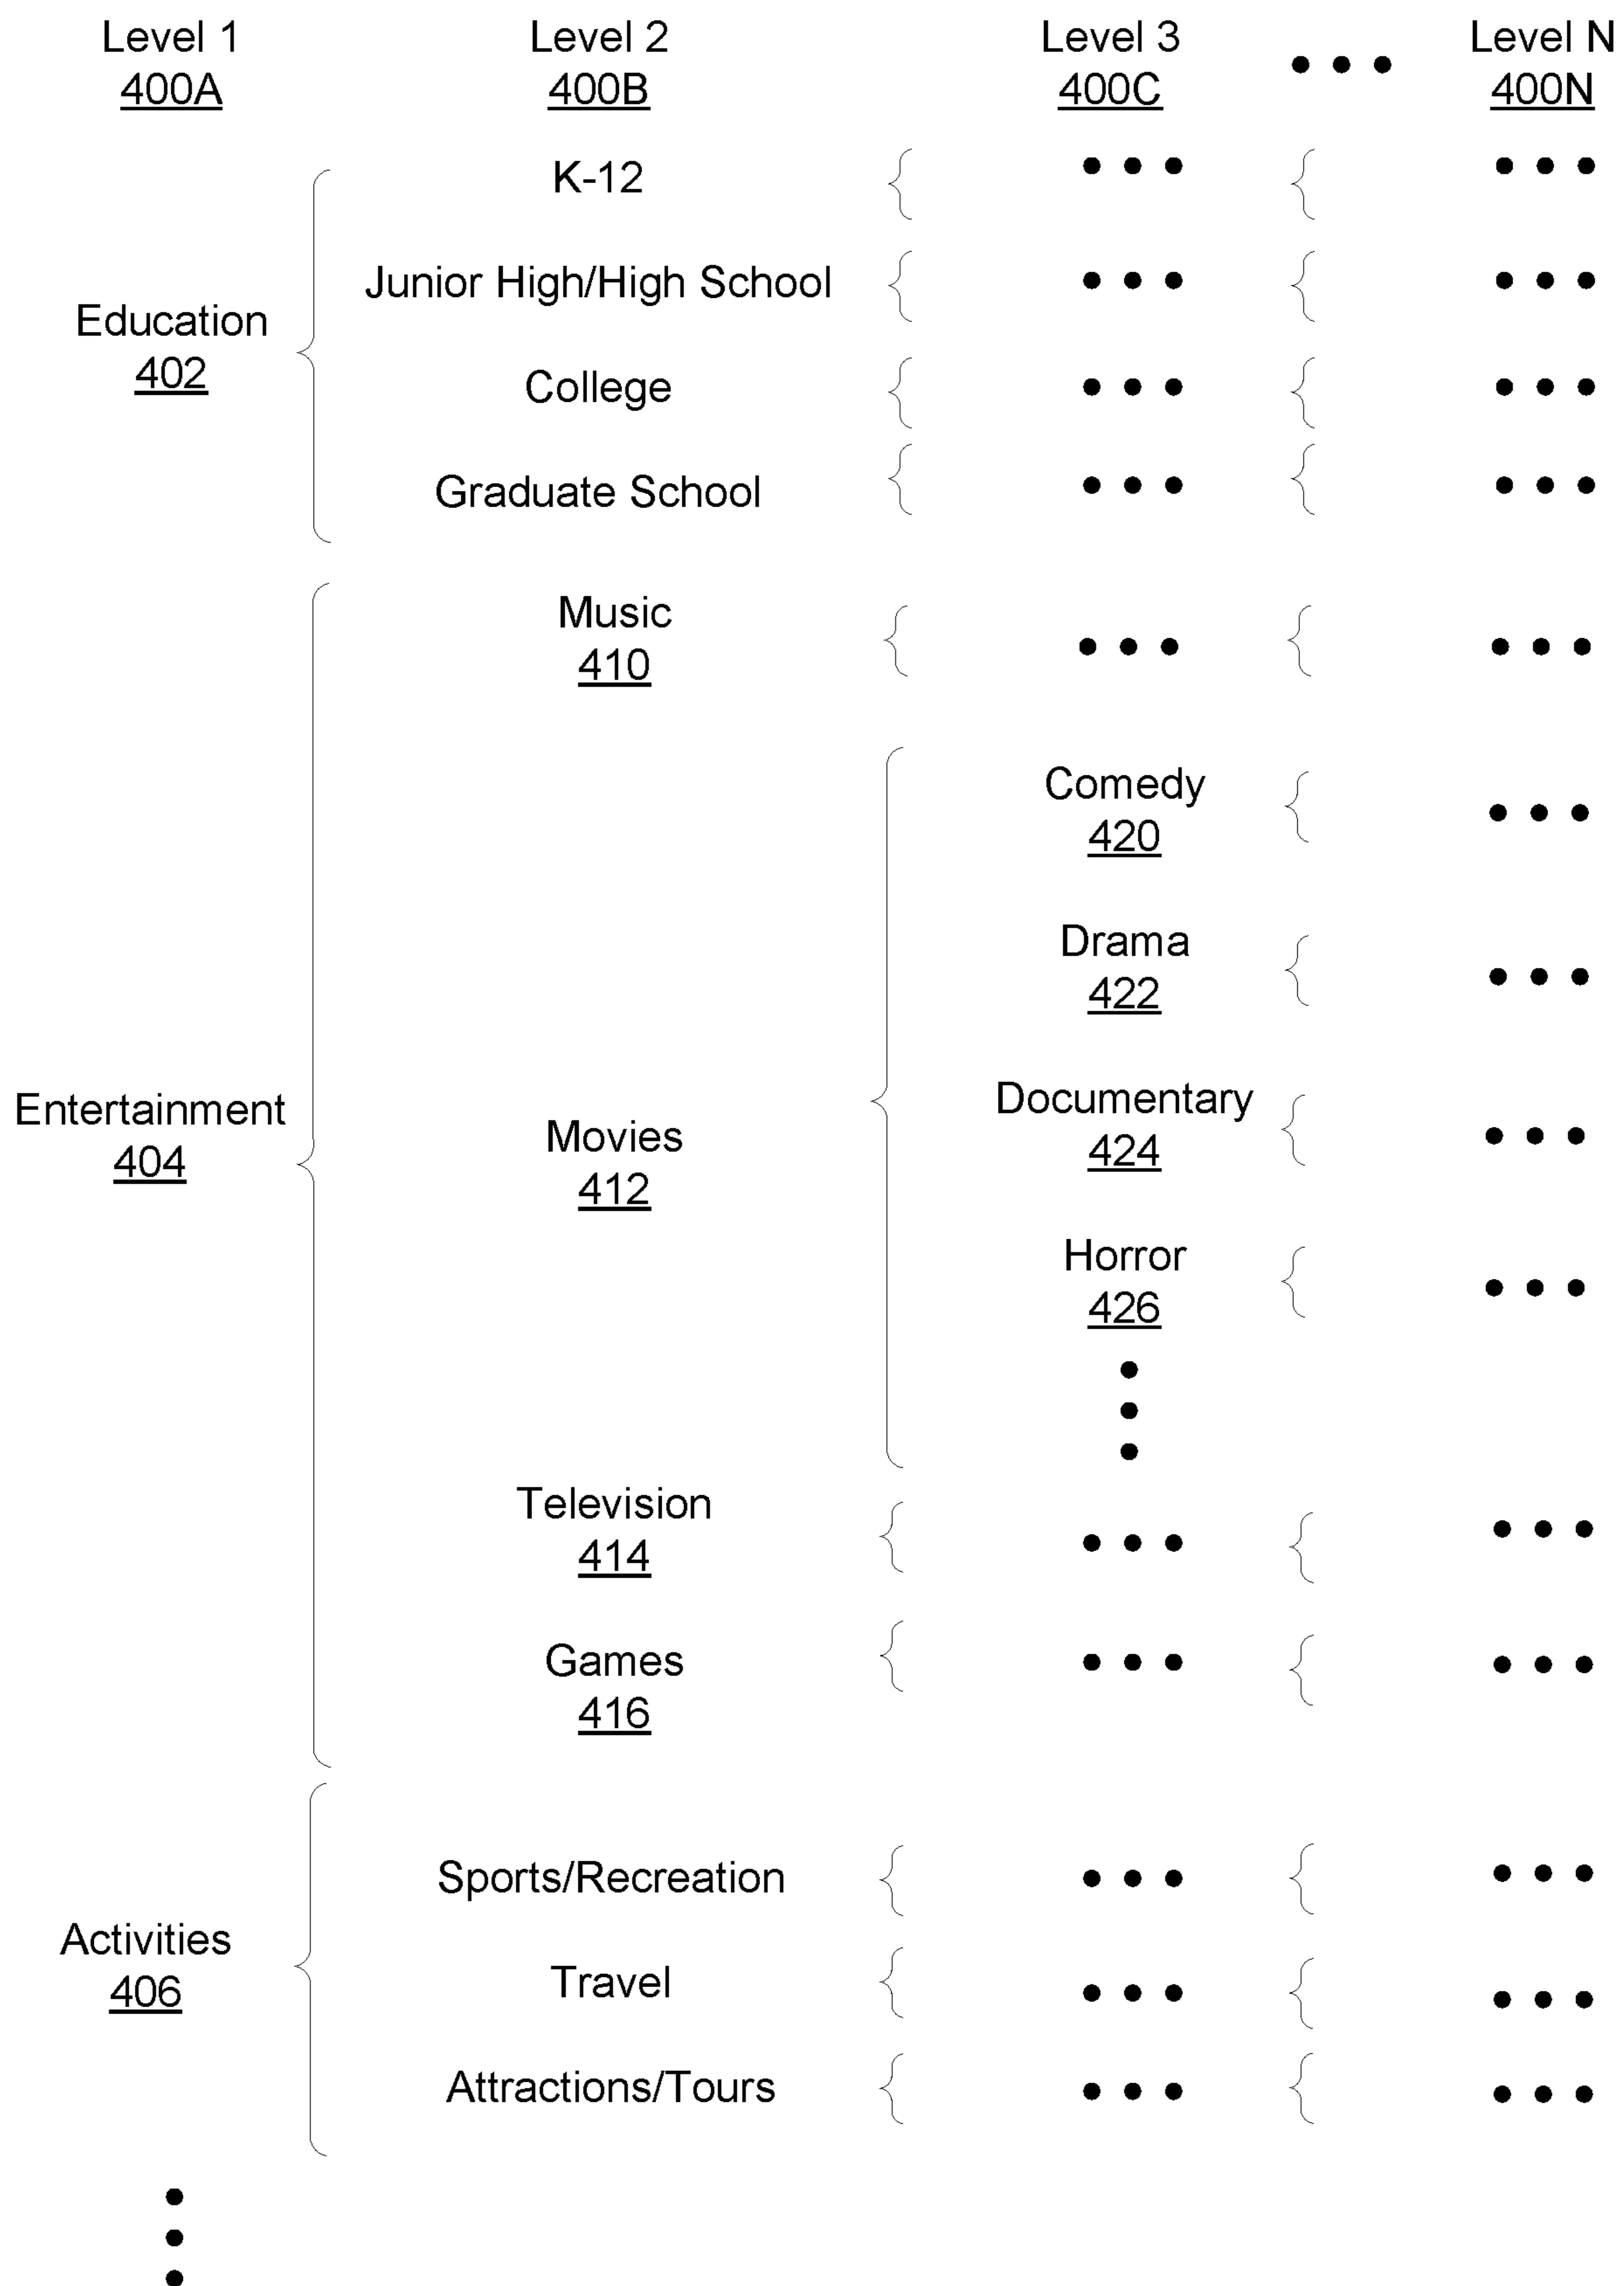 Level 1
400A
Level 2
400B
Level 3
400C
Level N
400N
Education
402
K-12
Junior High/High School
College
Graduate School
Entertainment
404
Music
410
Movies
412
Comedy
420
Drama
422
Documentary
424
Horror
426
Television
414
Games
416
Activities
406
Sports/Recreation
Travel
Attractions/Tours